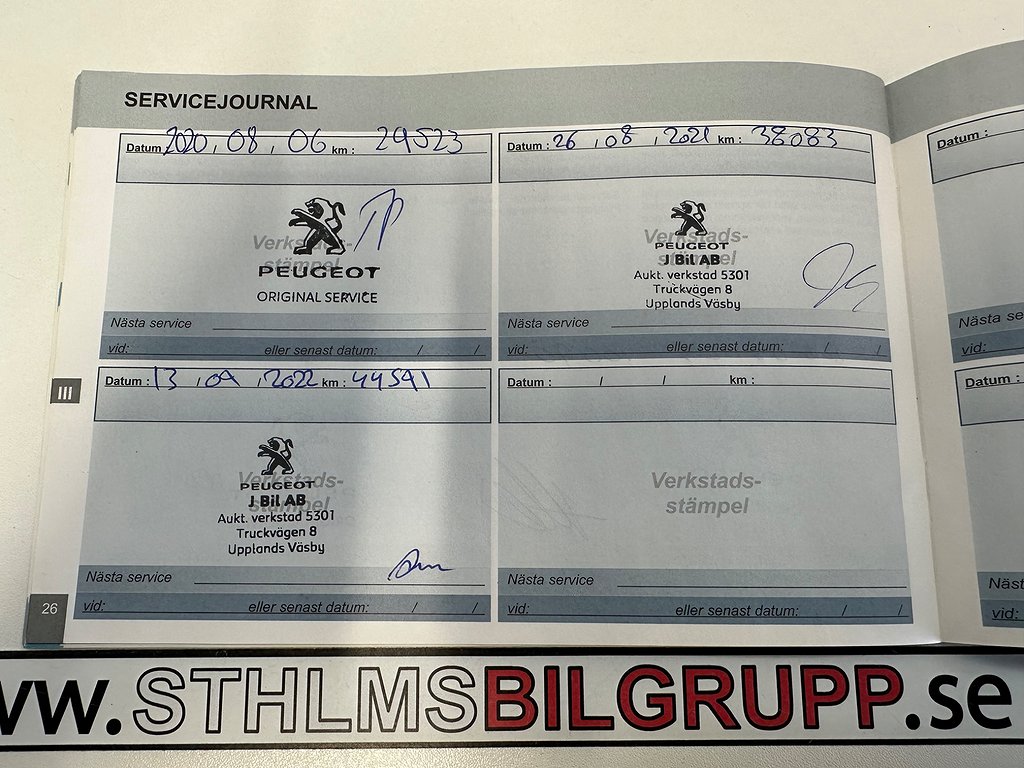 SERVICEJOURNAL
Datum 2020, 08, 06 km: 29523
Verkstads-
stämpel
PEUGEOT
ORIGINAL SERVICE
Nästa service
vid: eller senast datum: / /
Datum: 26, 08, 2021 km: 38083
Verkstads-
stämpel
PEUGEOT
J Bil AB
Aukt. verkstad 5301
Truckvägen 8
Upplands Väsby
Nästa service
vid: eller senast datum: / /
III
Datum: 13, 09, 2022 km: 44591
Verkstads-
stämpel
PEUGEOT
J Bil AB
Aukt. verkstad 5301
Truckvägen 8
Upplands Väsby
Nästa service
vid: eller senast datum: / /
Datum: / / km:
Verkstads-
stämpel
Nästa service
vid: eller senast datum: / /
26
Datum:
Nästa se
vid:
Datum:
Näst
vid:
WW.STHLMSBILGRUPP.se